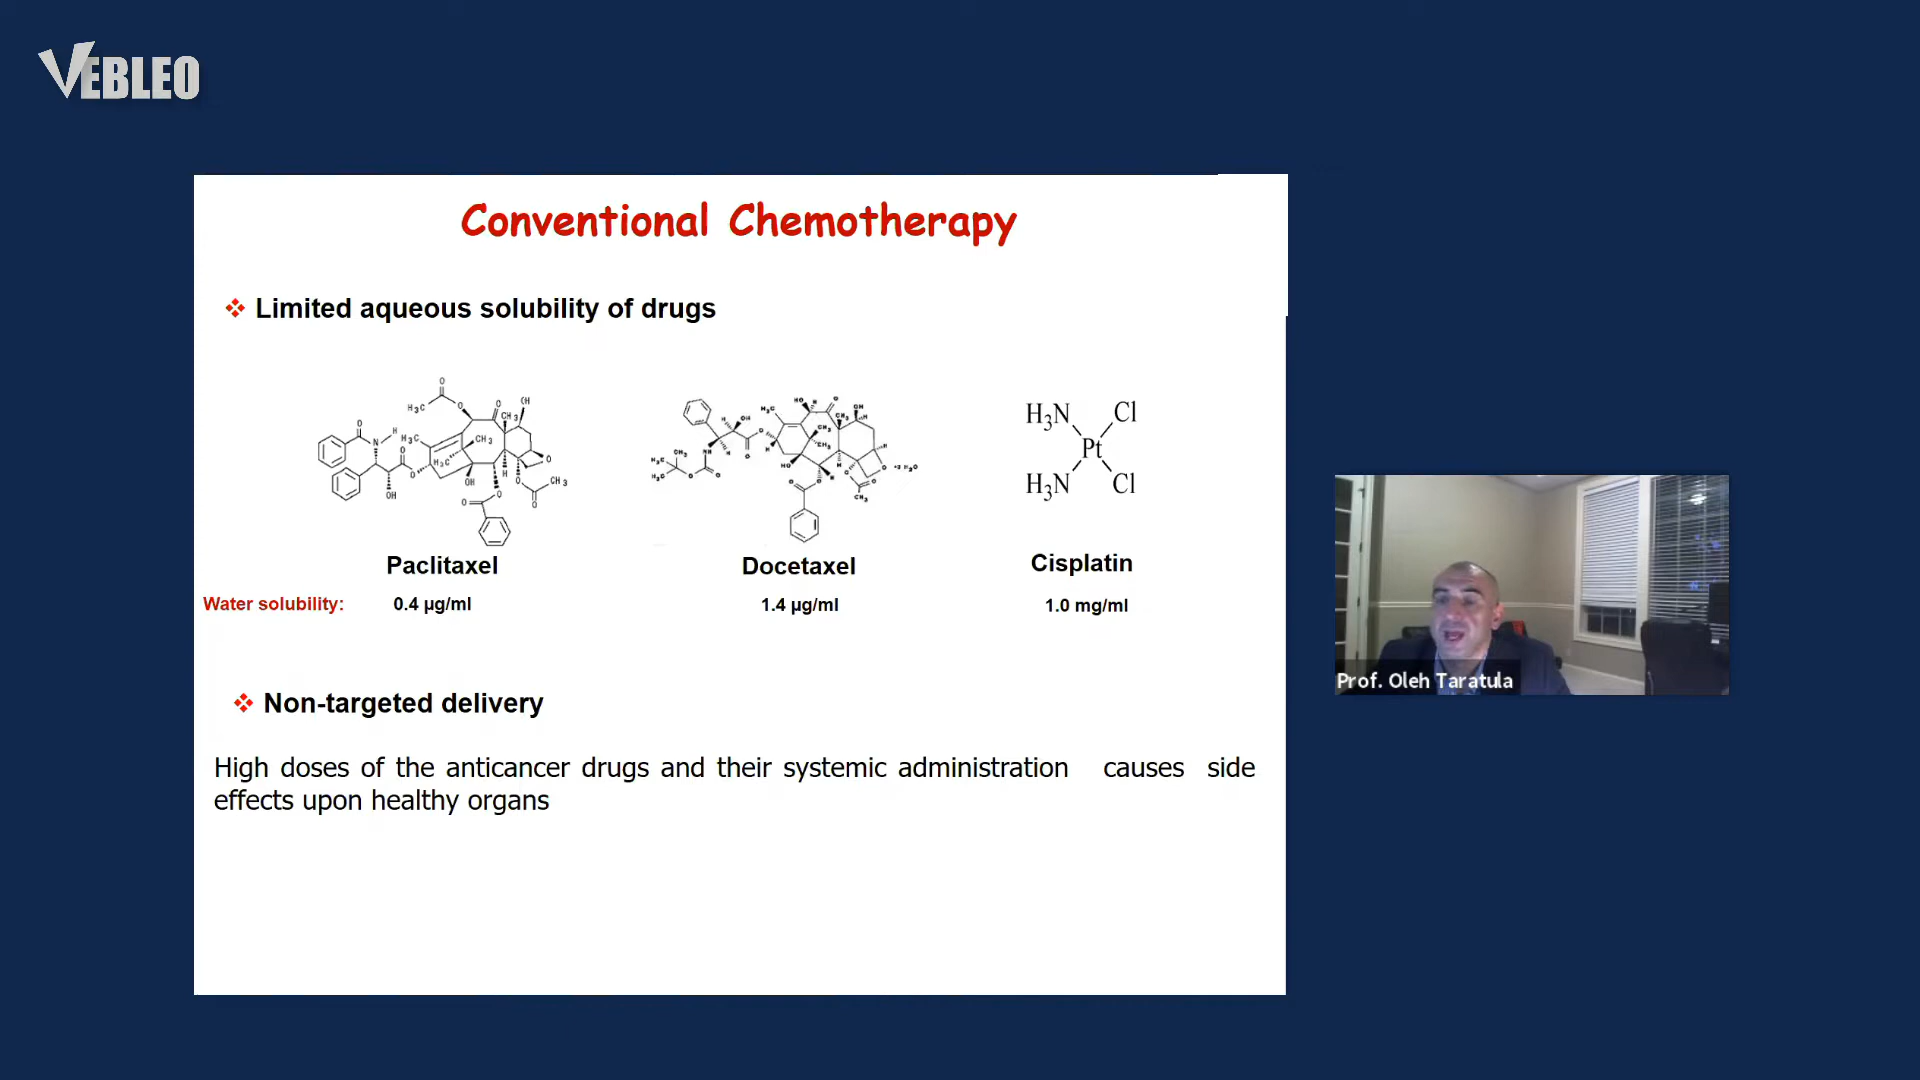 VEBLEO
Conventional Chemotherapy
Limited aqueous solubility of drugs
H3N Cl
Pt
H3N Cl
Paclitaxel
Docetaxel
Cisplatin
Water solubility: 0.4 µg/ml 1.4 µg/ml 1.0 mg/ml
Prof. Oleh Taratula
Non-targeted delivery
High doses of the anticancer drugs and their systemic administration causes side
effects upon healthy organs